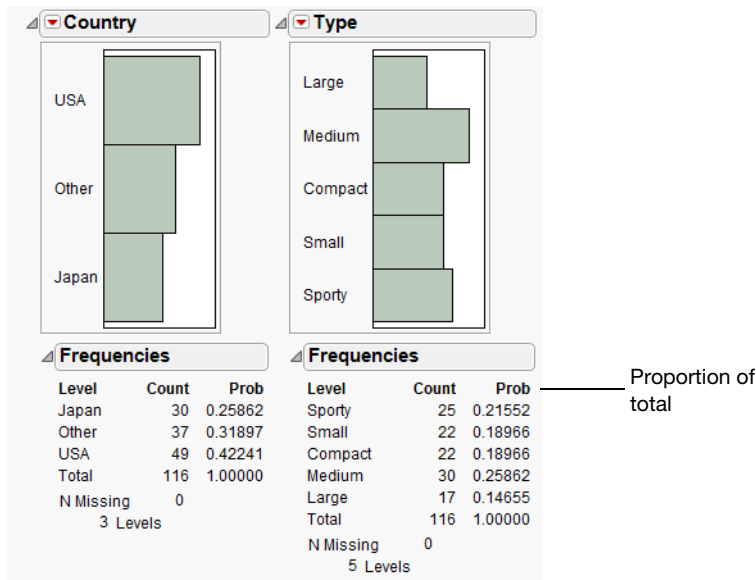 Country
USA
Other
Japan
Frequencies
Level Count Prob
Japan 30 0.25862
Other 37 0.31897
USA 49 0.42241
Total 116 1.00000
N Missing 0
3 Levels
Type
Large
Medium
Compact
Small
Sporty
Frequencies
Level Count Prob
Sporty 25 0.21552
Small 22 0.18966
Compact 22 0.18966
Medium 30 0.25862
Large 17 0.14655
Total 116 1.00000
N Missing 0
5 Levels
Proportion of
total